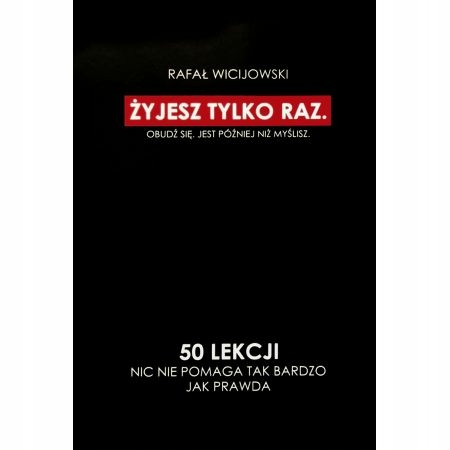 RAFAŁ WICIJOWSKI
ŻYJESZ TYLKO RAZ.
OBUDŹ SIĘ. JEST PÓŹNIEJ NIŻ MYŚLISZ.
50 LEKCJI
NIC NIE POMAGA TAK BARDZO
JAK PRAWDA